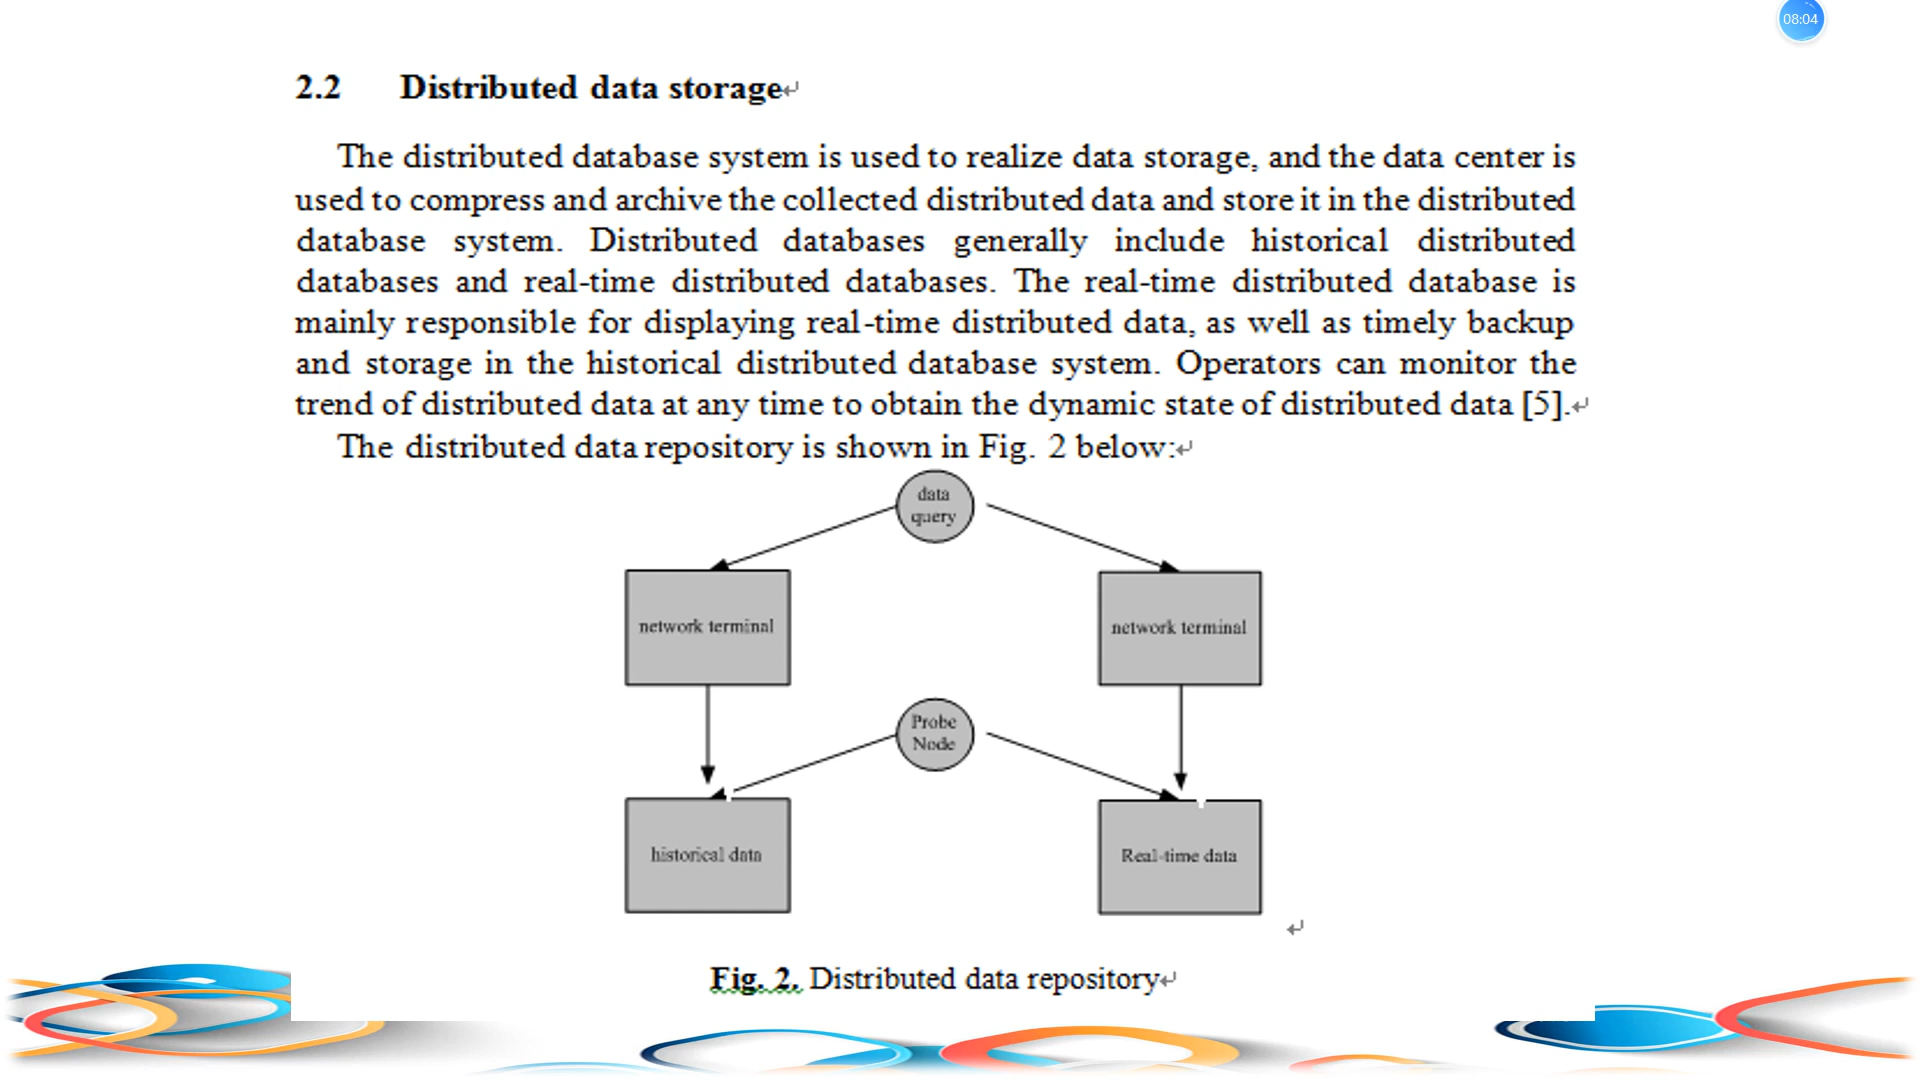 08:04
2.2 Distributed data storage
The distributed database system is used to realize data storage, and the data center is
used to compress and archive the collected distributed data and store it in the distributed
database system. Distributed databases generally include historical distributed
databases and real-time distributed databases. The real-time distributed database is
mainly responsible for displaying real-time distributed data, as well as timely backup
and storage in the historical distributed database system. Operators can monitor the
trend of distributed data at any time to obtain the dynamic state of distributed data [5].
The distributed data repository is shown in Fig. 2 below:
data
query
network terminal
network terminal
Probe
Node
historical data
Real-time data
Fig. 2. Distributed data repository